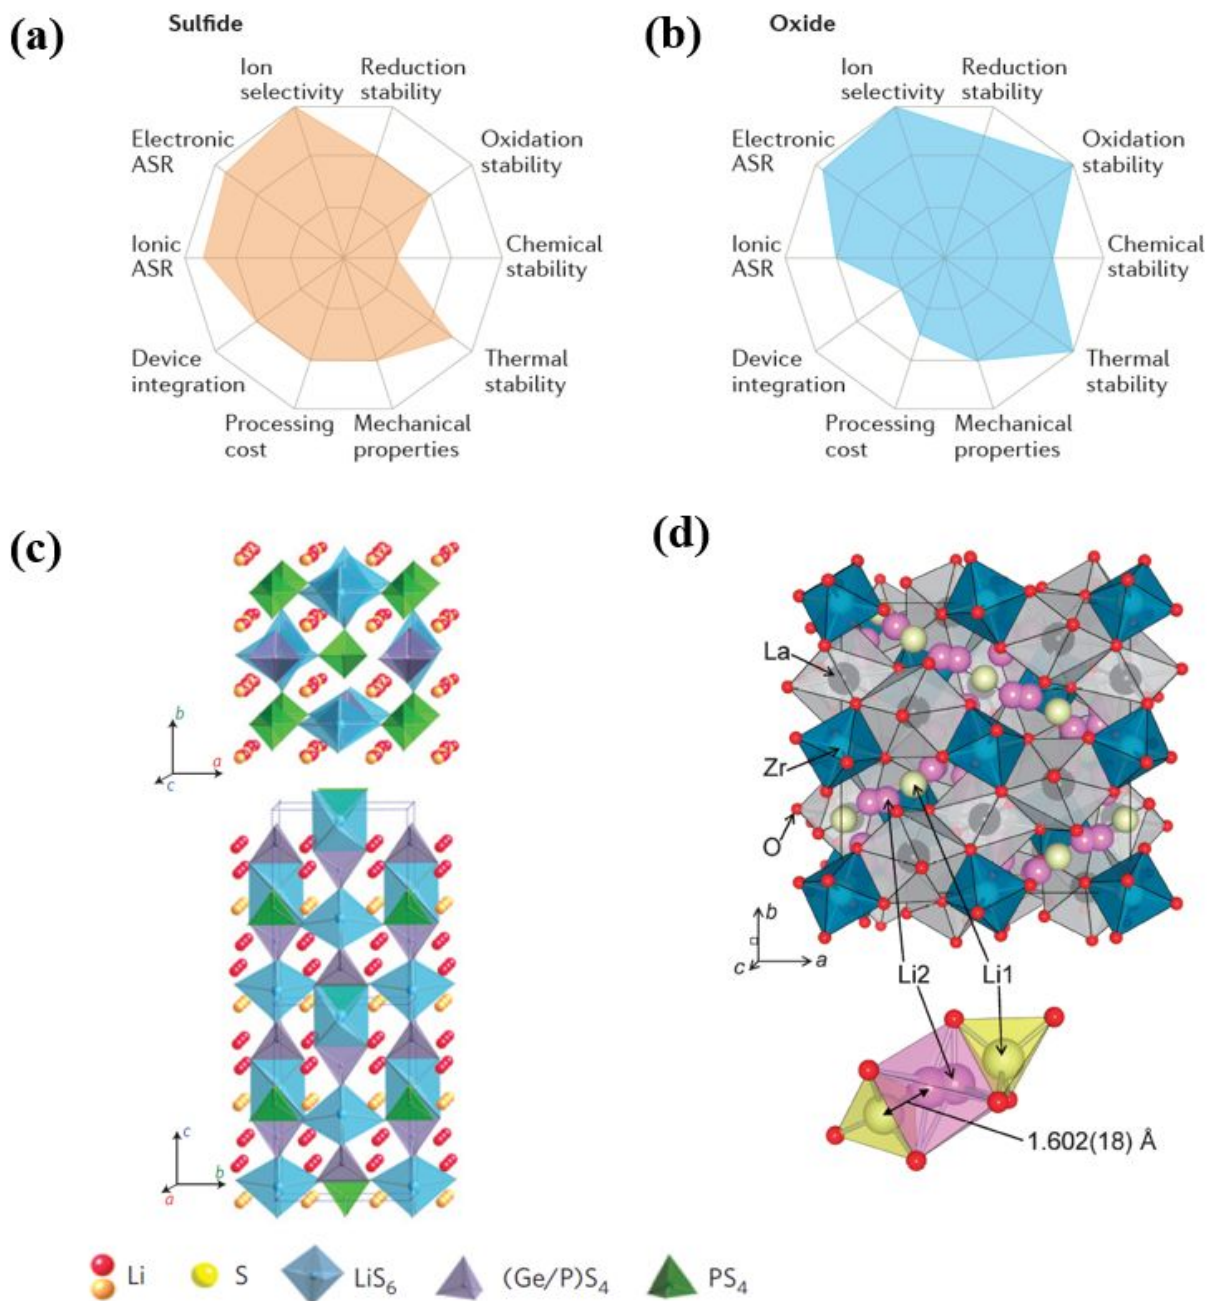 (a)
Sulfide
Ion
selectivity
Reduction
stability
Electronic
ASR
Oxidation
stability
Ionic
ASR
Chemical
stability
Device
integration
Thermal
stability
Processing
cost
Mechanical
properties
(b)
Oxide
Ion
selectivity
Reduction
stability
Electronic
ASR
Oxidation
stability
Ionic
ASR
Chemical
stability
Device
integration
Thermal
stability
Processing
cost
Mechanical
properties
(c)
b
a
c
c
b
a
Li
S
LiS₆
(Ge/P)S₄
PS₄
(d)
La
Zr
O
b
c
a
Li2
Li1
1.602(18) Å